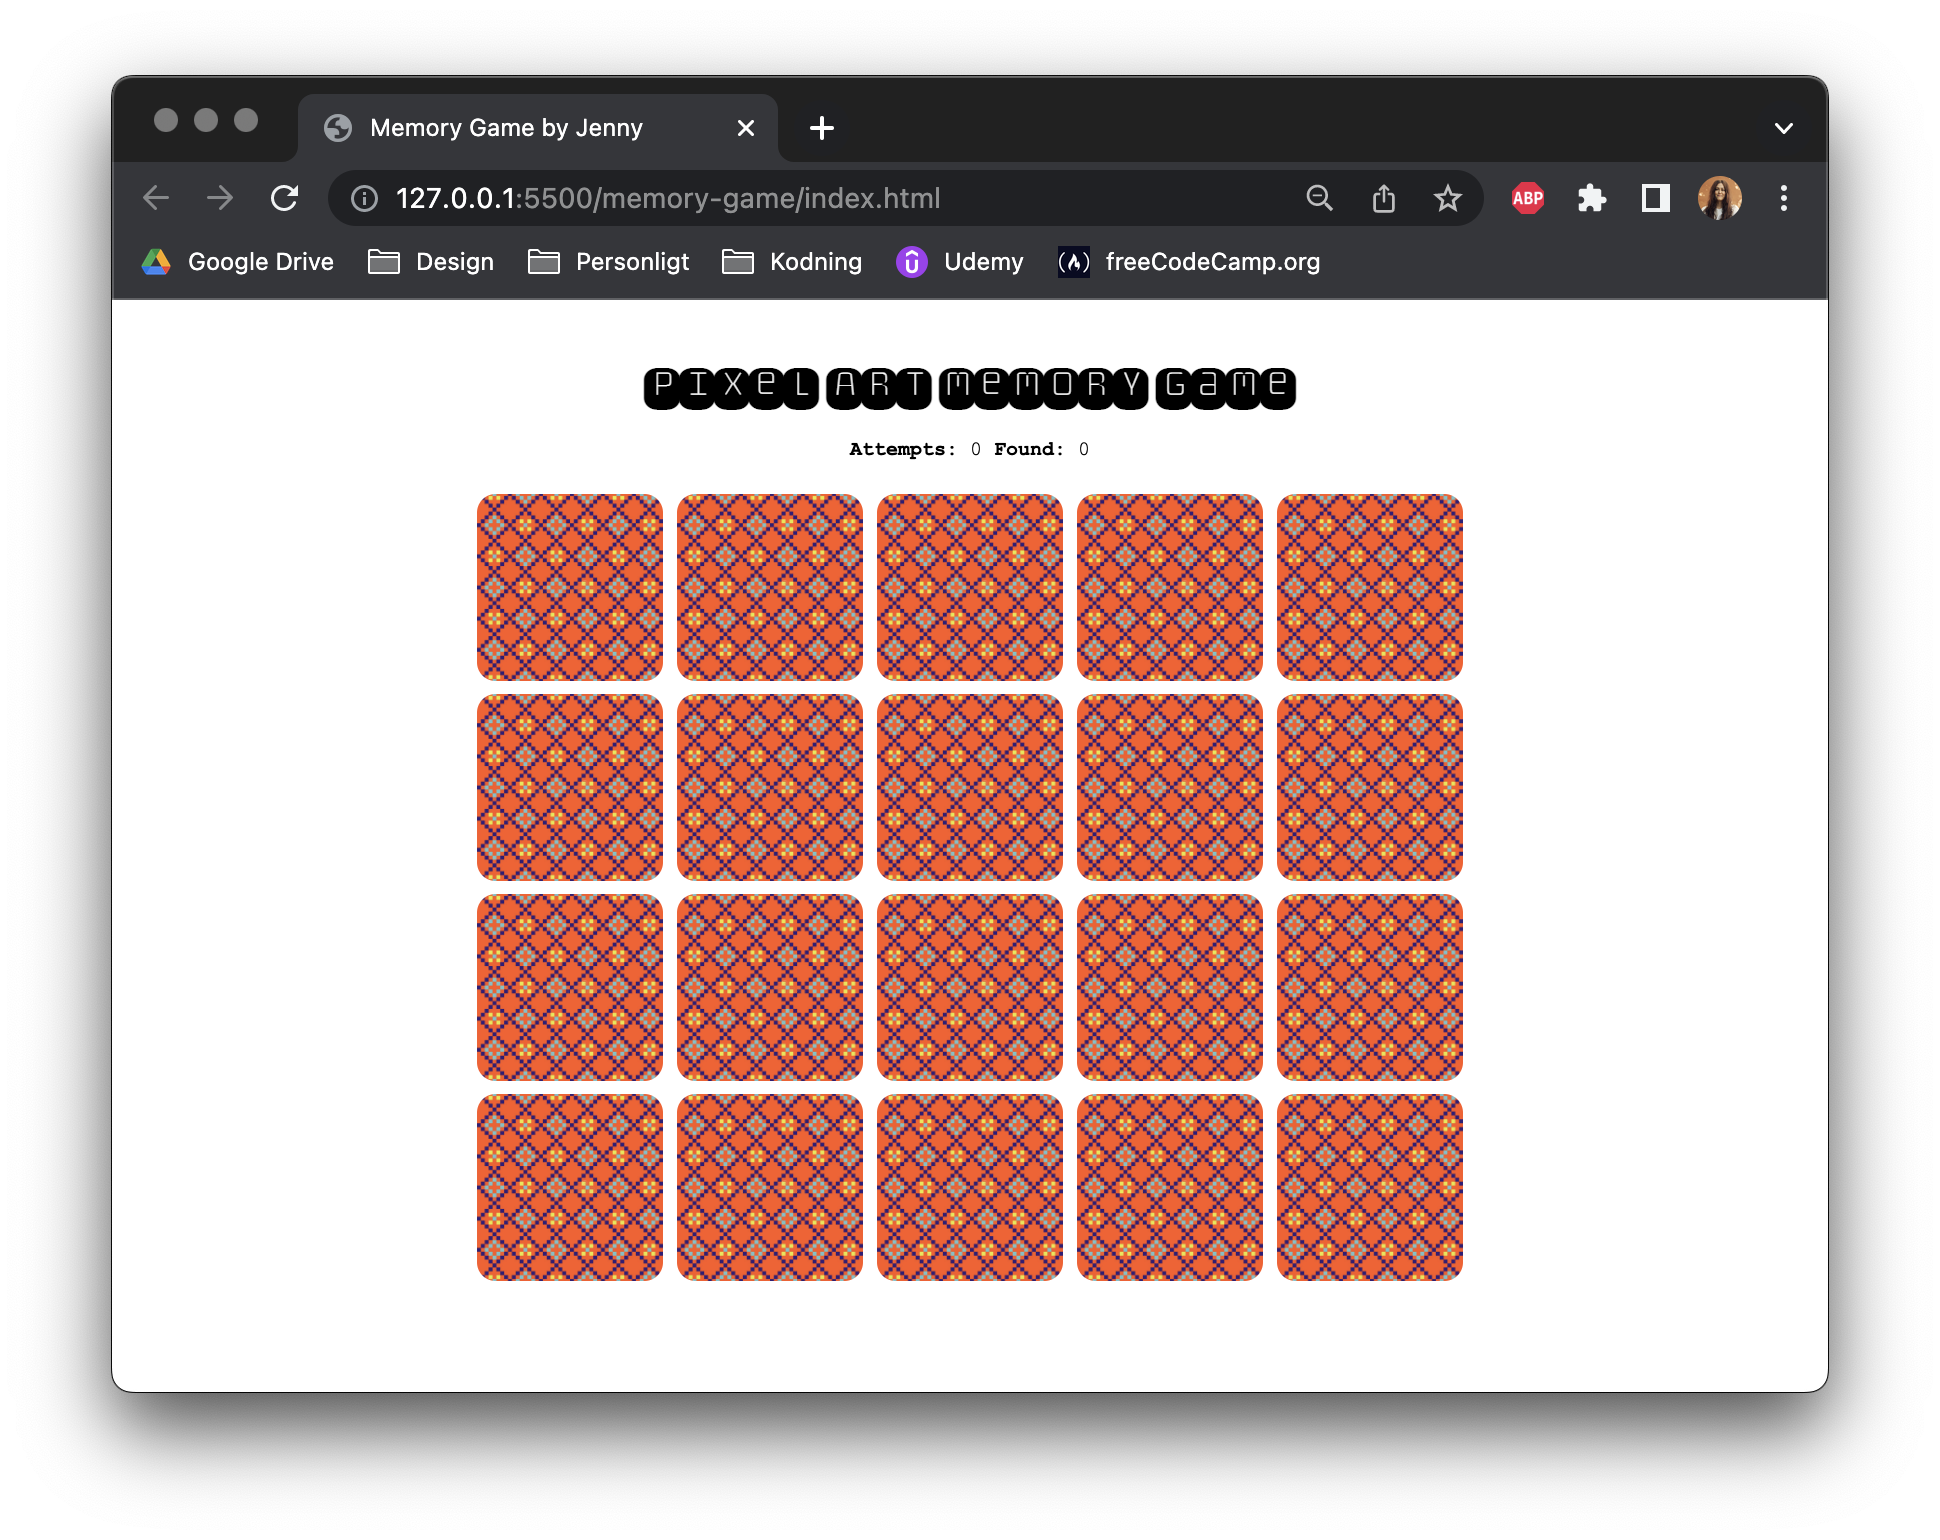 Memory Game by Jenny
127.0.0.1:5500/memory-game/index.html
ABP
Google Drive Design Personligt Kodning Udemy freeCodeCamp.org
PIXEL ART MEMORY Game
Attempts: 0 Found: 0